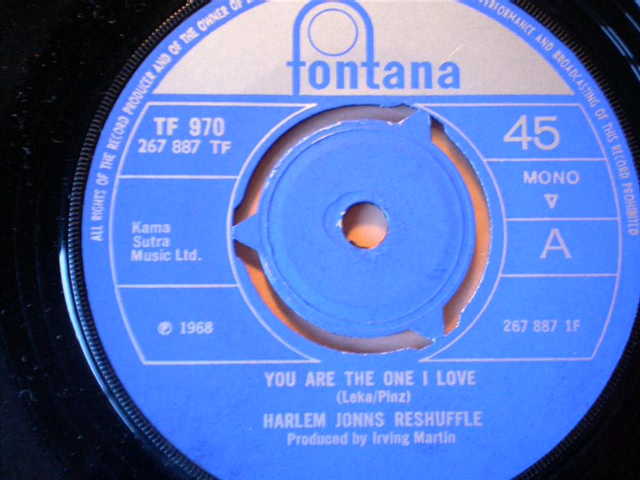 ALL RIGHTS OF THE RECORD PRODUCER AND OF THE OWNER OF
PERFORMANCE AND BROADCASTING OF THIS RECORD PROHIBITED
fontana
TF 970
267 887 TF
45
MONO
A
Kama
Sutra
Music Ltd.
℗ 1968
267 887 1F
YOU ARE THE ONE I LOVE
(Leka/Pinz)
HARLEM JONNS RESHUFFLE
Produced by Irving Martin